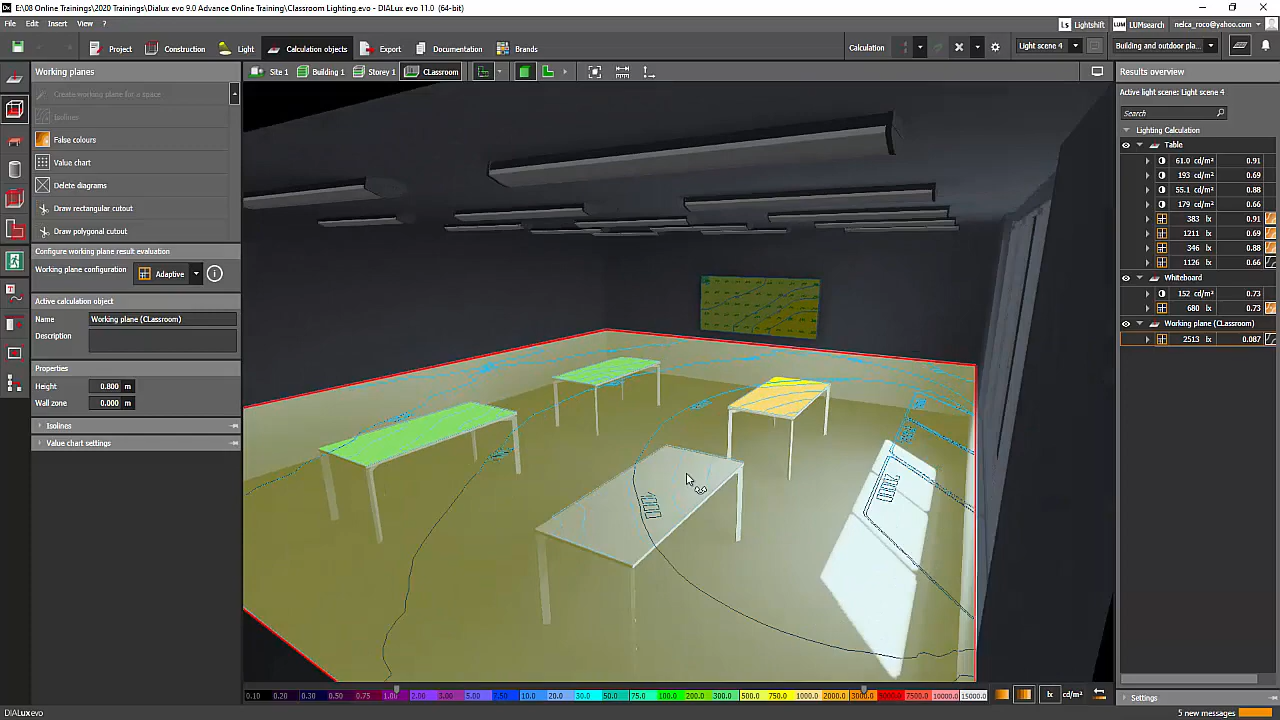 E:\08 Online Trainings\2020 Trainings\Dialux evo 9.0 Advance Online Training\Classroom Lighting.evo - DIALux evo 11.0 (64-bit)
File Edit Insert View ?
Lightshift LUMsearch nelca_roco@yahoo.com
Project Construction Light Calculation objects Export Documentation Brands
Calculation Light scene 4 Building and outdoor pla...
Working planes
Site 1 Building 1 Storey 1 CLassroom
Results overview
Create working plane for a space
Isolines
False colours
Value chart
Delete diagrams
Draw rectangular cutout
Draw polygonal cutout
Configure working plane result evaluation
Working plane configuration Adaptive
Active calculation object
Name Working plane (CLassroom)
Description
Properties
Height 0.800 m
Wall zone 0.000 m
Isolines
Value chart settings
Active light scene: Light scene 4
Search
Lighting Calculation
Table
61.0 cd/m² 0.91
193 cd/m² 0.69
55.1 cd/m² 0.88
179 cd/m² 0.66
383 lx 0.91
1211 lx 0.69
346 lx 0.88
1126 lx 0.66
Whiteboard
152 cd/m² 0.73
680 lx 0.73
Working plane (CLassroom)
2513 lx 0.087
0.10 0.20 0.30 0.50 0.75 1.00 2.00 3.00 5.00 7.50 10.0 20.0 30.0 50.0 75.0 100.0 200.0 300.0 500.0 750.0 1000.0 2000.0 3000.0 5000.0 7500.0 10000.0 15000.0 lx cd/m²
Settings
DIALux evo
5 new messages